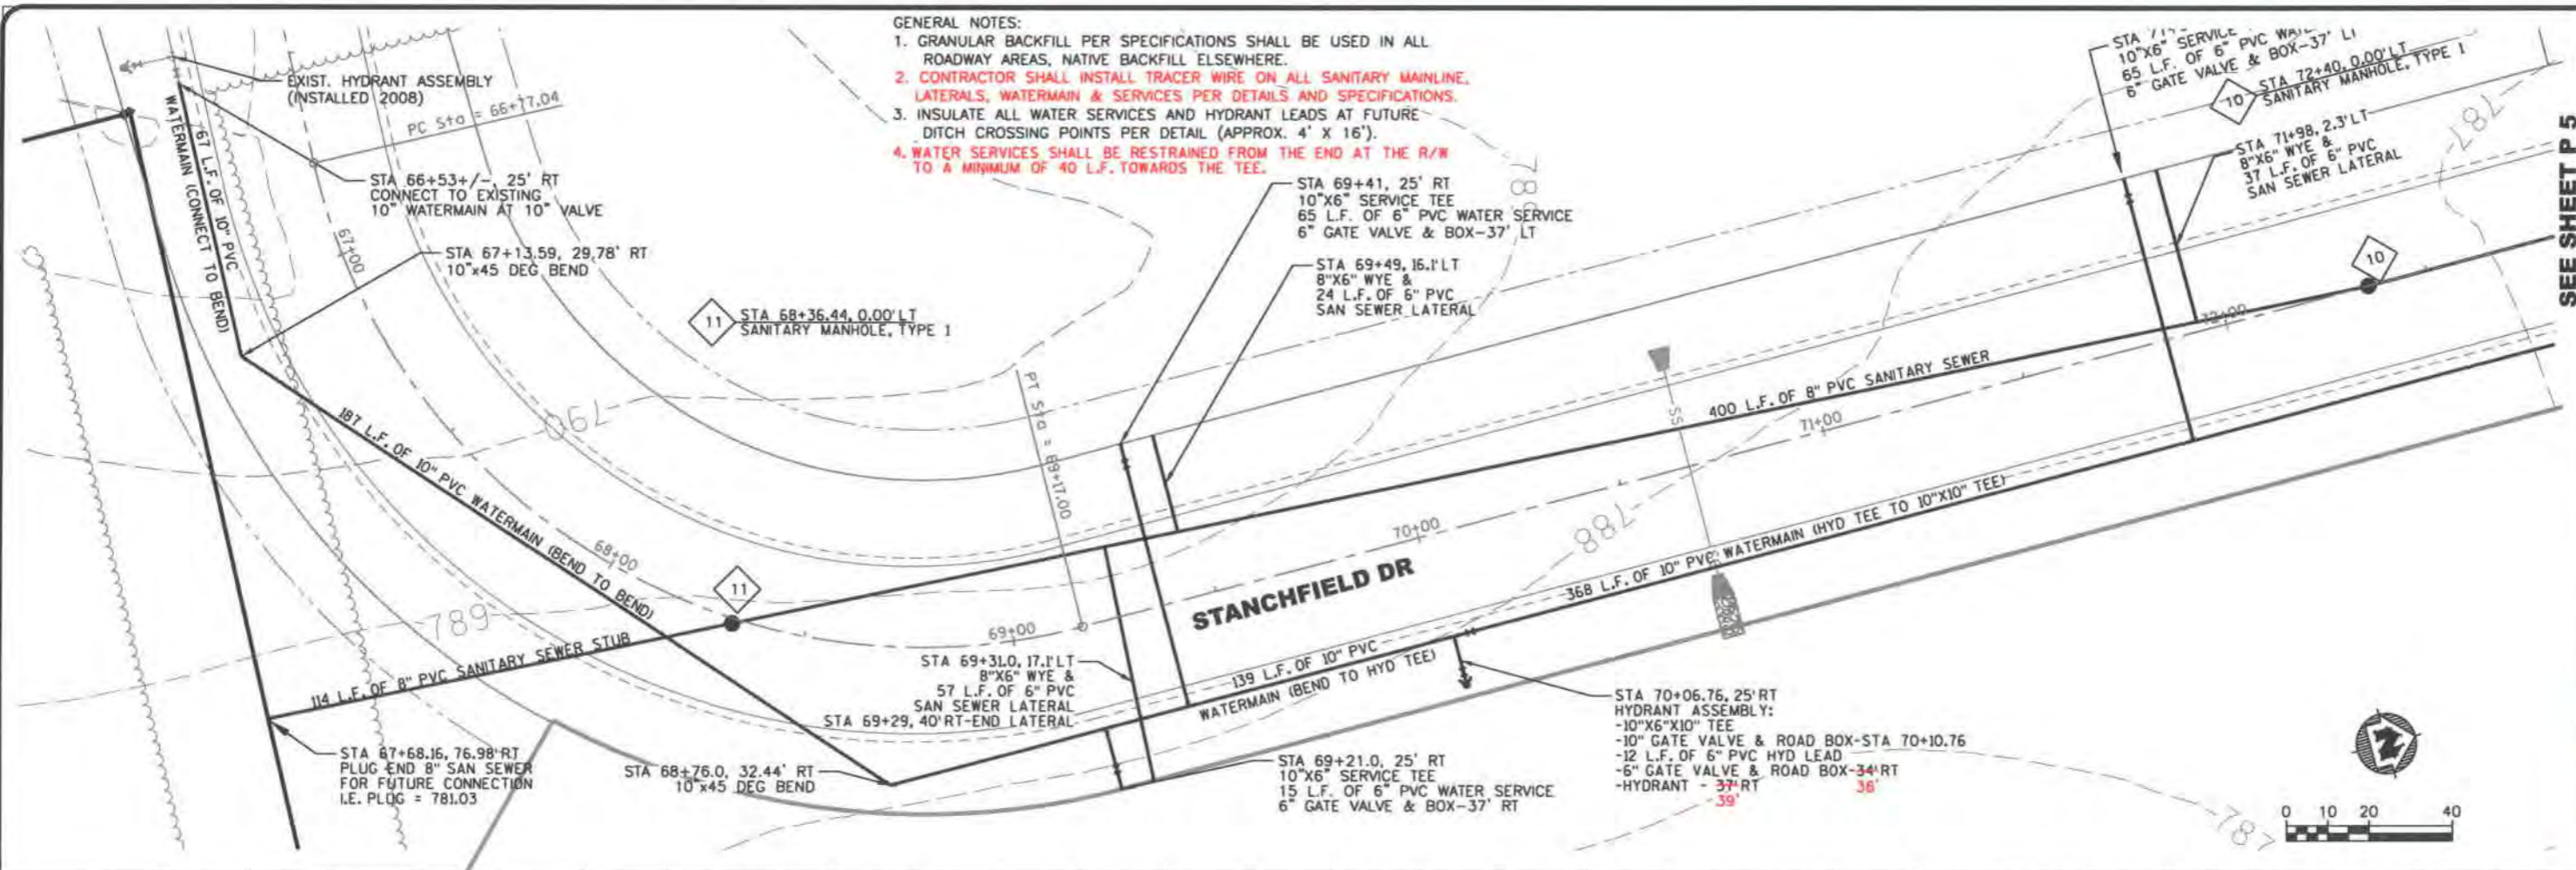 GENERAL NOTES:
1. GRANULAR BACKFILL PER SPECIFICATIONS SHALL BE USED IN ALL
ROADWAY AREAS, NATIVE BACKFILL ELSEWHERE.
2. CONTRACTOR SHALL INSTALL TRACER WIRE ON ALL SANITARY MAINLINE,
LATERALS, WATERMAIN & SERVICES PER DETAILS AND SPECIFICATIONS.
3. INSULATE ALL WATER SERVICES AND HYDRANT LEADS AT FUTURE
DITCH CROSSING POINTS PER DETAIL (APPROX. 4' X 16').
4. WATER SERVICES SHALL BE RESTRAINED FROM THE END AT THE R/W
TO A MINIMUM OF 40 L.F. TOWARDS THE TEE.
EXIST. HYDRANT ASSEMBLY
(INSTALLED 2008)
PC Sta = 66+77.04
67 L.F. OF 10" PVC
WATERMAIN (CONNECT TO BEND)
STA 66+53+/-, 25' RT
CONNECT TO EXISTING
10" WATERMAIN AT 10" VALVE
67+00
STA 67+13.59, 29.78' RT
10"x45 DEG BEND
11
STA 68+36.44, 0.00' LT
SANITARY MANHOLE, TYPE 1
790
187 L.F. OF 10" PVC WATERMAIN (BEND TO BEND)
68+00
11
789
114 L.F. OF 8" PVC SANITARY SEWER STUB
STA 67+68.16, 76.98' RT
PLUG END 8" SAN SEWER
FOR FUTURE CONNECTION
I.E. PLUG = 781.03
STA 68+76.0, 32.44' RT
10"x45 DEG BEND
69+00
PT Sta = 69+17.00
STA 69+31.0, 17.1' LT
8"X6" WYE &
57 L.F. OF 6" PVC
SAN SEWER LATERAL
STA 69+29, 40' RT-END LATERAL
STA 69+41, 25' RT
10"X6" SERVICE TEE
65 L.F. OF 6" PVC WATER SERVICE
6" GATE VALVE & BOX-37' LT
STA 69+49, 16.1' LT
8"X6" WYE &
24 L.F. OF 6" PVC
SAN SEWER LATERAL
STANCHFIELD DR
70+00
139 L.F. OF 10" PVC
WATERMAIN (BEND TO HYD TEE)
STA 69+21.0, 25' RT
10"X6" SERVICE TEE
15 L.F. OF 6" PVC WATER SERVICE
6" GATE VALVE & BOX-37' RT
788
368 L.F. OF 10" PVC WATERMAIN (HYD TEE TO 10"X10" TEE)
STA 70+06.76, 25' RT
HYDRANT ASSEMBLY:
-10"X6"X10" TEE
-10" GATE VALVE & ROAD BOX-STA 70+10.76
-12 L.F. OF 6" PVC HYD LEAD
-6" GATE VALVE & ROAD BOX-34' RT
36'
-HYDRANT - 37' RT
39'
SS
400 L.F. OF 8" PVC SANITARY SEWER
71+00
72+00
10"X6" SERVICE
65 L.F. OF 6" PVC
6" GATE VALVE & BOX-37' LT
10
STA 72+40, 0.00' LT
SANITARY MANHOLE, TYPE 1
STA 71+98, 2.3' LT
8"X6" WYE &
37 L.F. OF 6" PVC
SAN SEWER LATERAL
10
787
SEE SHEET P.5
787
N
0 10 20 40